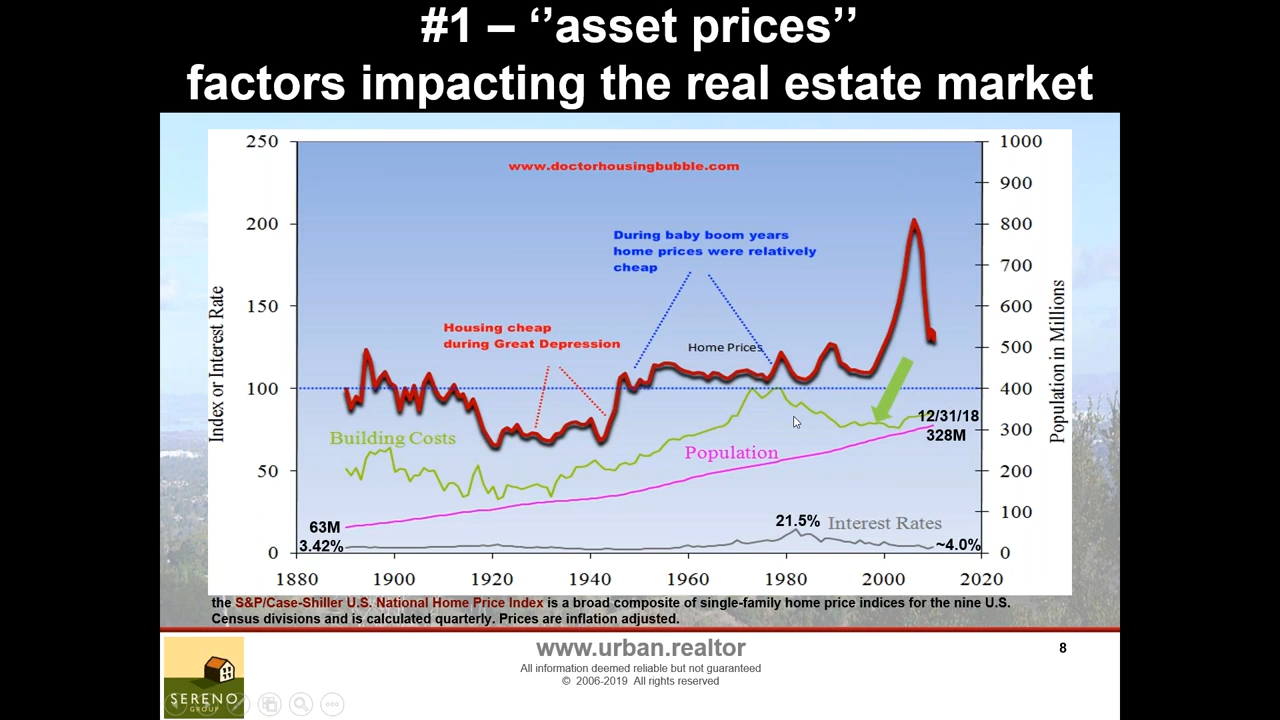 #1 – ‘’asset prices’’
factors impacting the real estate market
250
200
150
100
50
0
Index or Interest Rate
1000
900
800
700
600
500
400
300
200
100
0
Population in Millions
www.doctorhousingbubble.com
During baby boom years
home prices were relatively
cheap
Housing cheap
during Great Depression
Home Prices
Building Costs
Population
12/31/18
328M
63M
3.42%
21.5%
Interest Rates
~4.0%
1880 1900 1920 1940 1960 1980 2000 2020
the S&P/Case-Shiller U.S. National Home Price Index is a broad composite of single-family home price indices for the nine U.S.
Census divisions and is calculated quarterly. Prices are inflation adjusted.
www.urban.realtor
8
All information deemed reliable but not guaranteed
© 2006-2019 All rights reserved
SERENO
GROUP